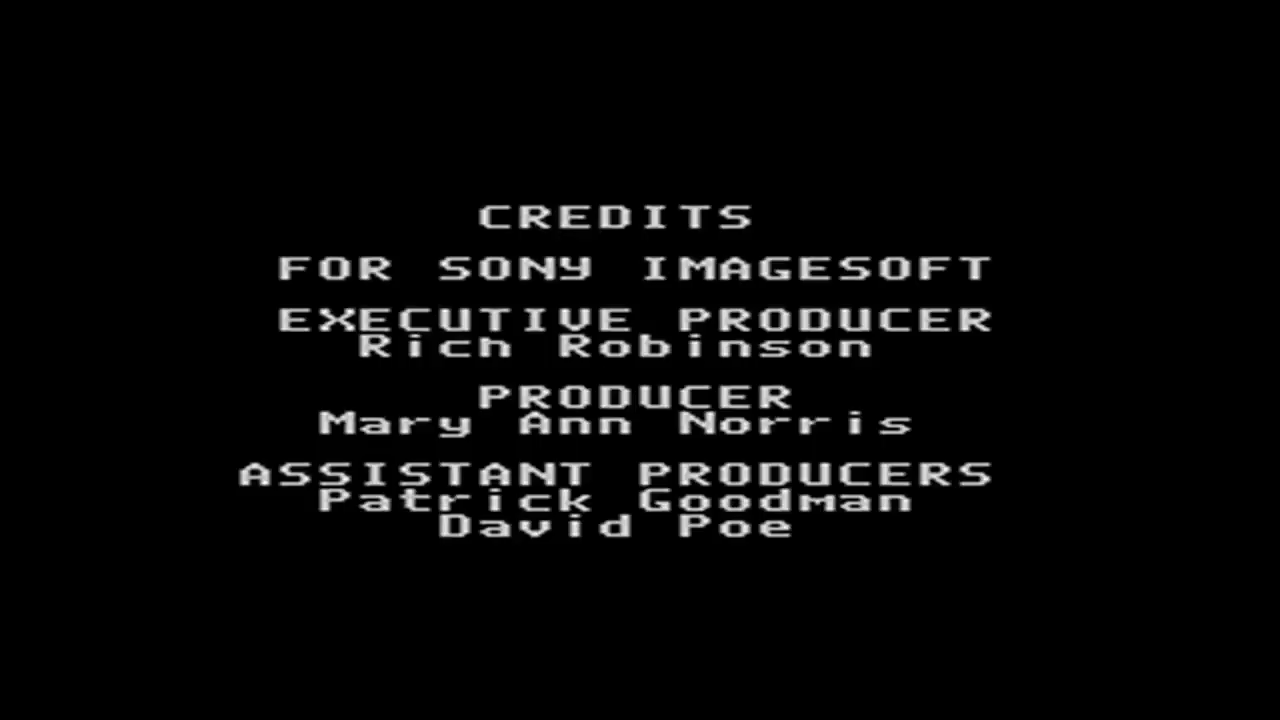 CREDITS
FOR SONY IMAGESOFT
EXECUTIVE PRODUCER
Rich Robinson
PRODUCER
Mary Ann Norris
ASSISTANT PRODUCERS
Patrick Goodman
David Poe